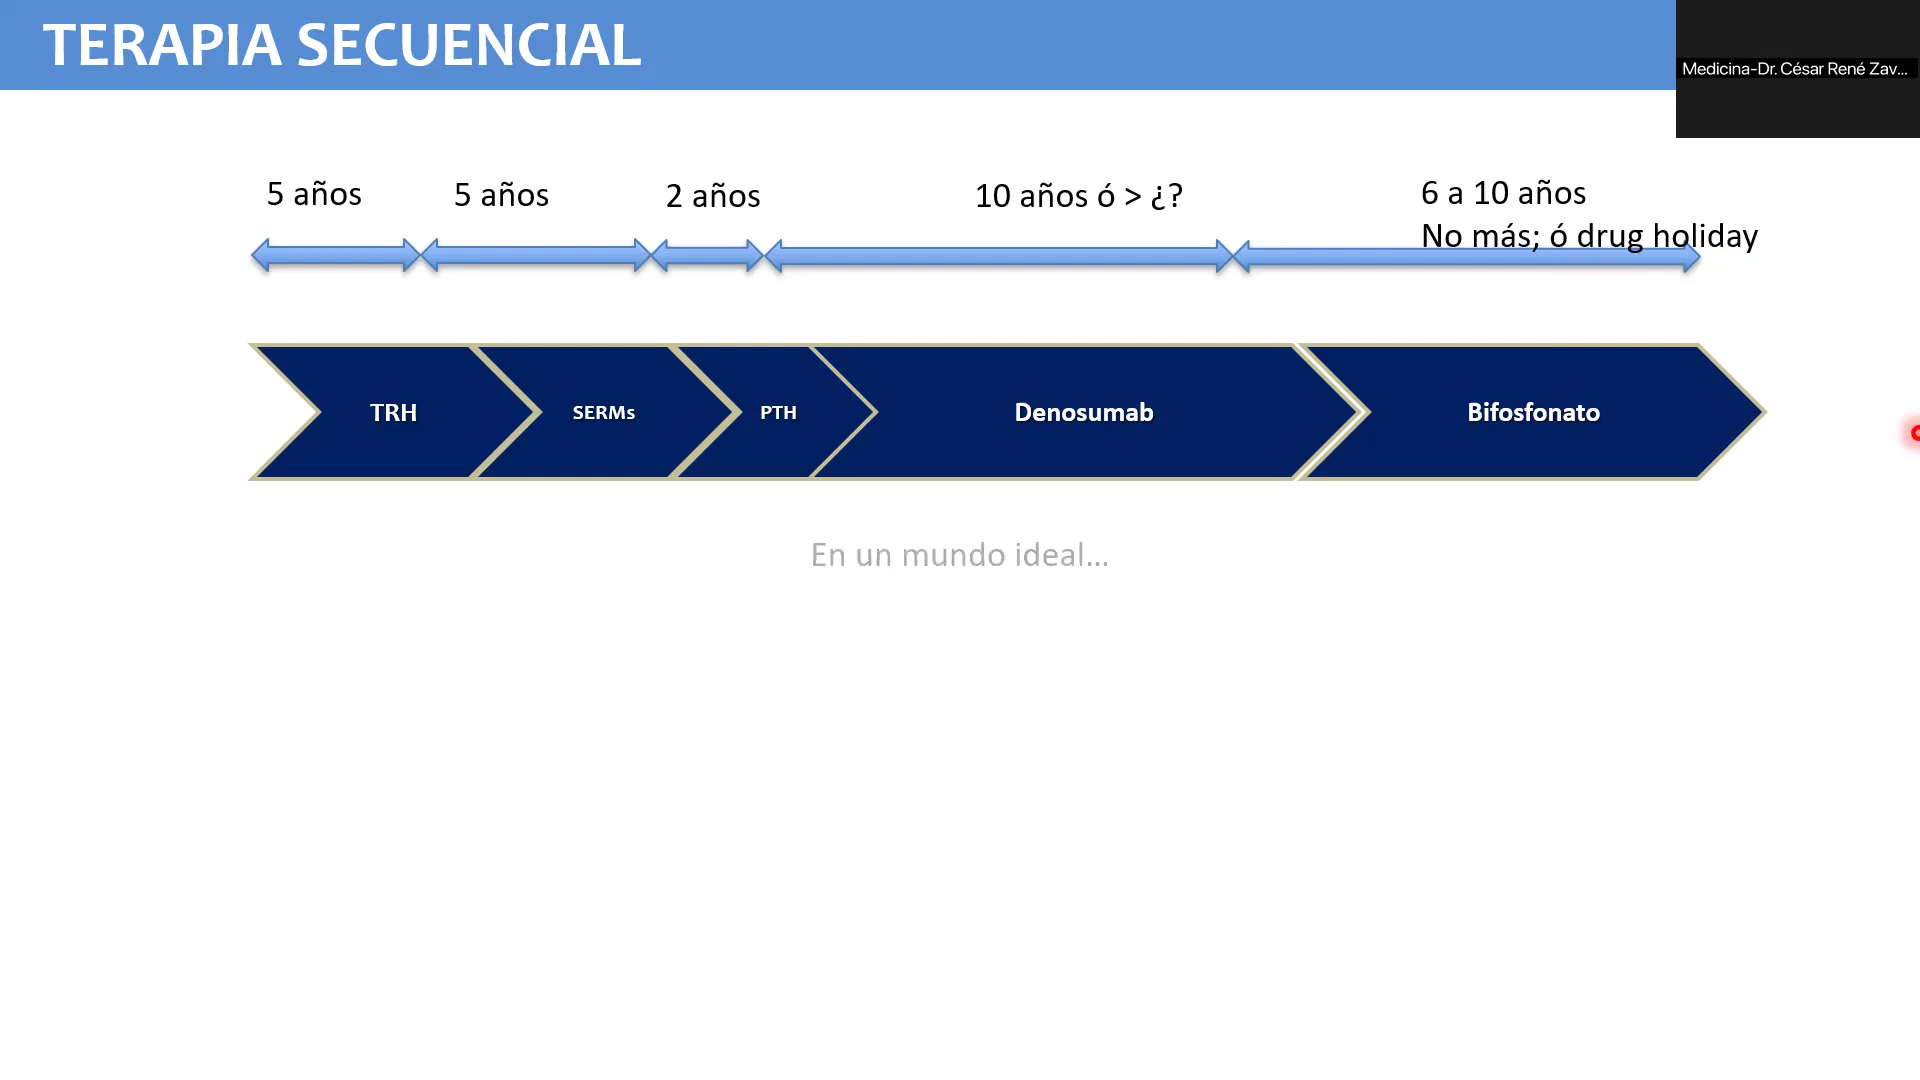 TERAPIA SECUENCIAL
Medicina-Dr. César René Zav...
5 años
5 años
2 años
10 años ó > ¿?
6 a 10 años
No más; ó drug holiday
TRH
SERMs
PTH
Denosumab
Bifosfonato
En un mundo ideal...